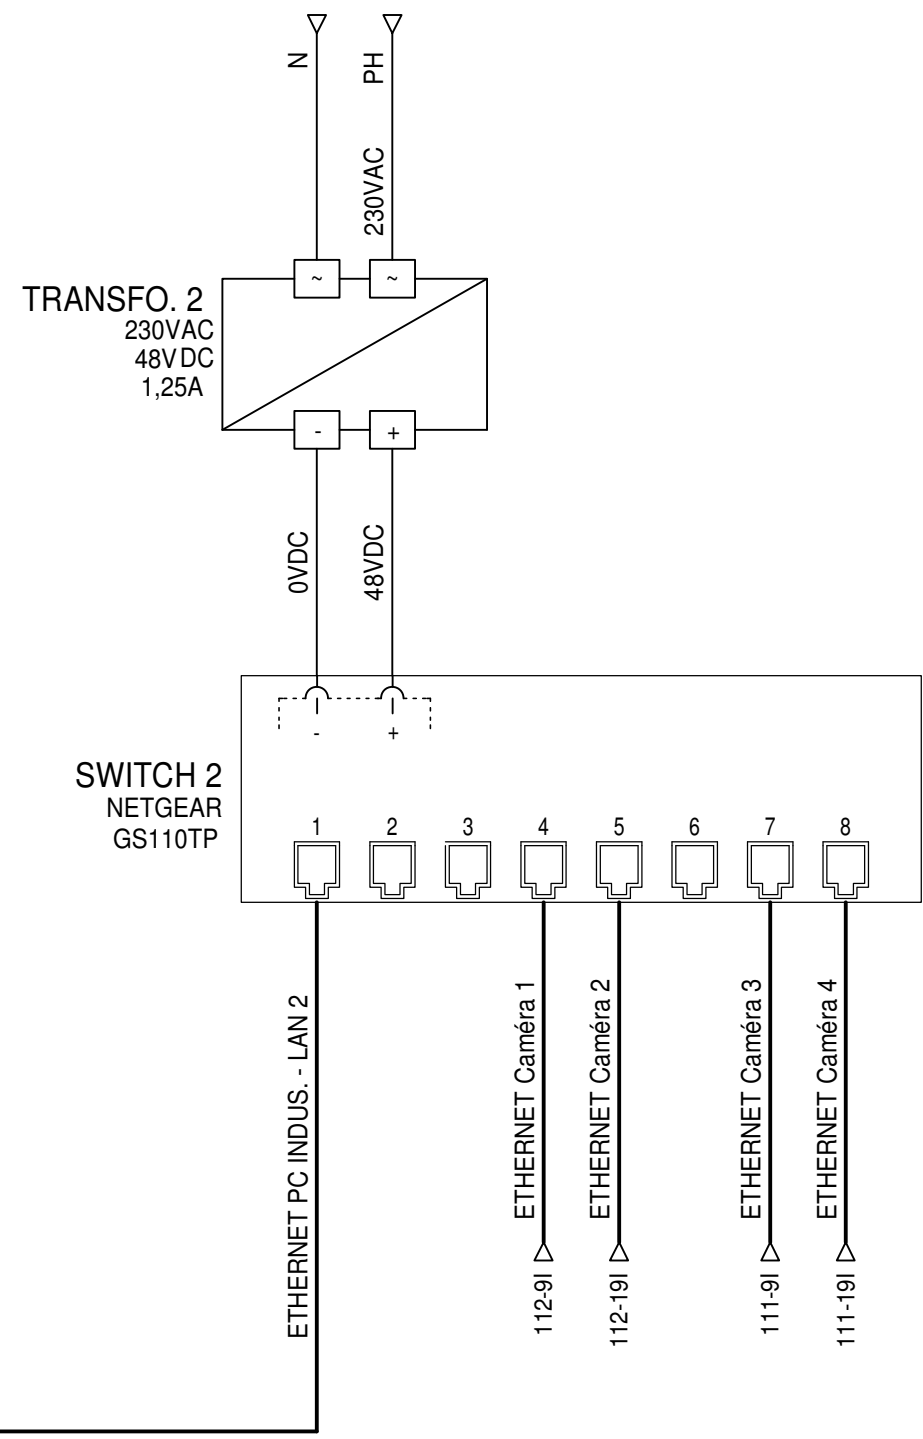 N
PH
230VAC
~
~
TRANSFO. 2
230VAC
48VDC
1,25A
-
+
0VDC
48VDC
-
+
SWITCH 2
NETGEAR
GS110TP
1
2
3
4
5
6
7
8
ETHERNET PC INDUS. - LAN 2
ETHERNET Caméra 1
ETHERNET Caméra 2
ETHERNET Caméra 3
ETHERNET Caméra 4
112-9I
112-19I
111-9I
111-19I